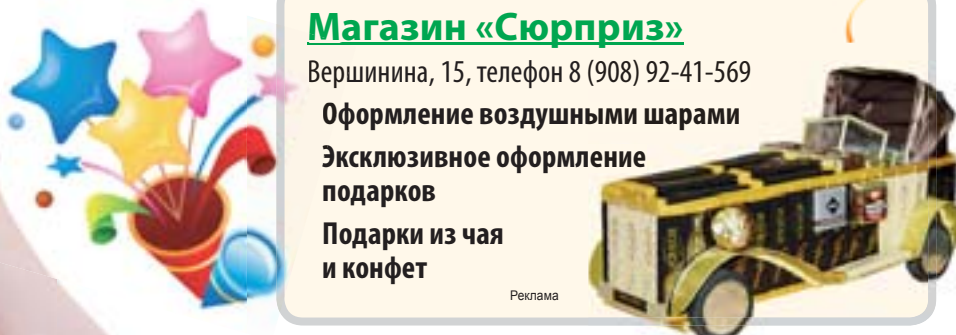 Магазин «Сюрприз»
Вершинина, 15, телефон 8 (908) 92-41-569
Оформление воздушными шарами
Эксклюзивное оформление
подарков
Подарки из чая
и конфет
Реклама